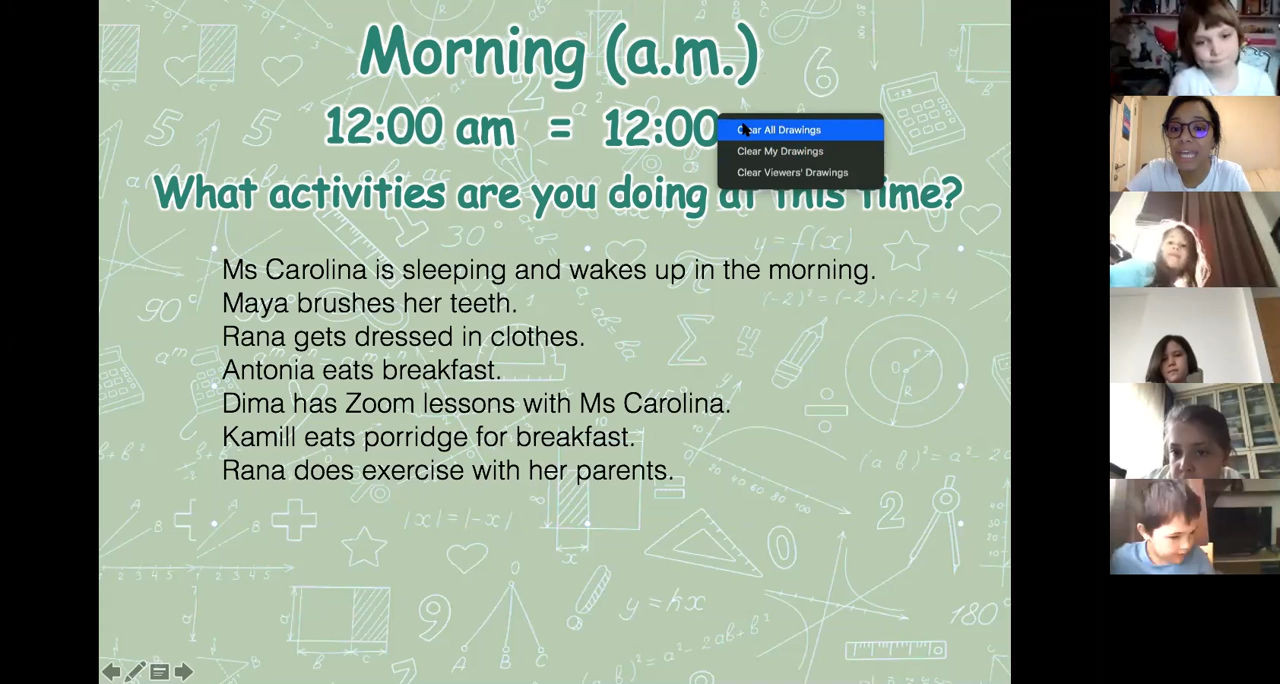 Morning (a.m.)
12:00 am = 12:00
Clear All Drawings
Clear My Drawings
Clear Viewers' Drawings
What activities are you doing at this time?
Ms Carolina is sleeping and wakes up in the morning.
Maya brushes her teeth.
Rana gets dressed in clothes.
Antonia eats breakfast.
Dima has Zoom lessons with Ms Carolina.
Kamill eats porridge for breakfast.
Rana does exercise with her parents.